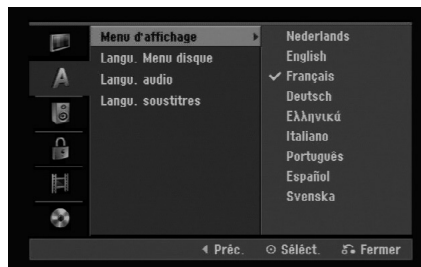 Menu d'affichage
Langu. Menu disque
Langu. audio
Langu. soustitres
Nederlands
English
Français
Deutsch
Ελληνικά
Italiano
Português
Español
Svenska
Préc.
Séléct.
Fermer